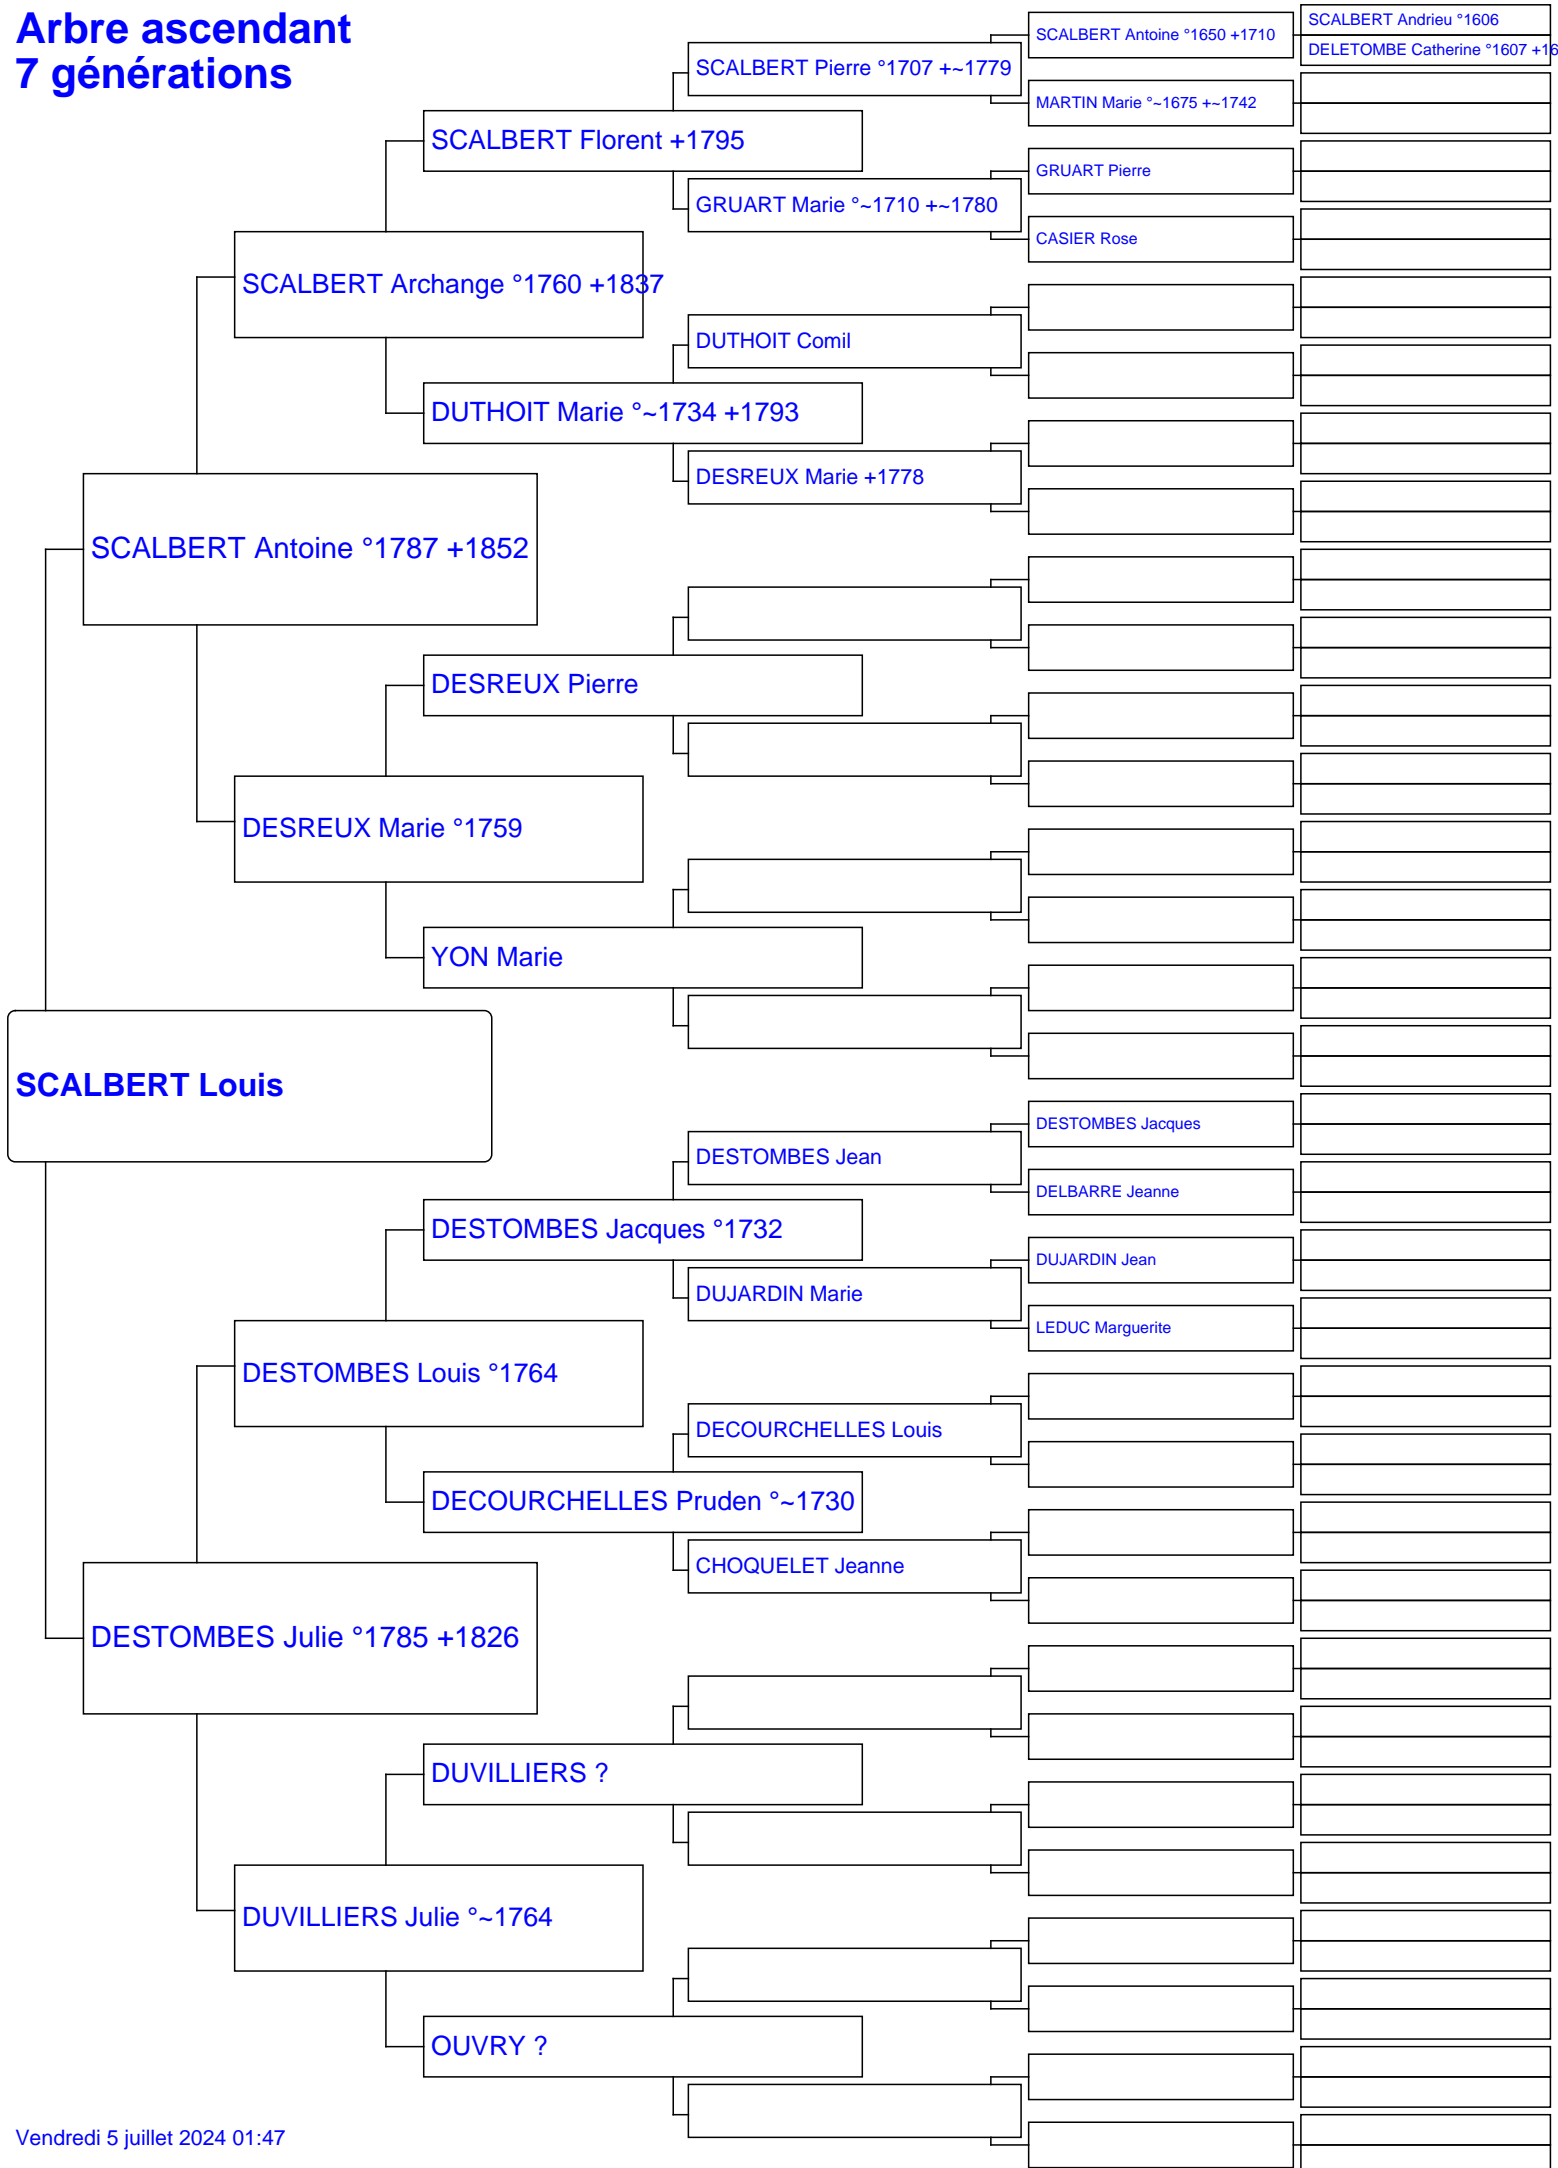 Arbre ascendant
7 générations
SCALBERT Antoine °1650 +1710
SCALBERT Andrieu °1606
DELETOMBE Catherine °1607 +16
SCALBERT Pierre °1707 +~1779
MARTIN Marie °~1675 +~1742
SCALBERT Florent +1795
GRUART Pierre
GRUART Marie °~1710 +~1780
CASIER Rose
SCALBERT Archange °1760 +1837
DUTHOIT Comil
DUTHOIT Marie °~1734 +1793
DESREUX Marie +1778
SCALBERT Antoine °1787 +1852
DESREUX Pierre
DESREUX Marie °1759
YON Marie
SCALBERT Louis
DESTOMBES Jacques
DESTOMBES Jean
DELBARRE Jeanne
DESTOMBES Jacques °1732
DUJARDIN Jean
DUJARDIN Marie
LEDUC Marguerite
DESTOMBES Louis °1764
DECOURCHELLES Louis
DECOURCHELLES Pruden °~1730
CHOQUELET Jeanne
DESTOMBES Julie °1785 +1826
DUVILLIERS ?
DUVILLIERS Julie °~1764
OUVRY ?
Vendredi 5 juillet 2024 01:47